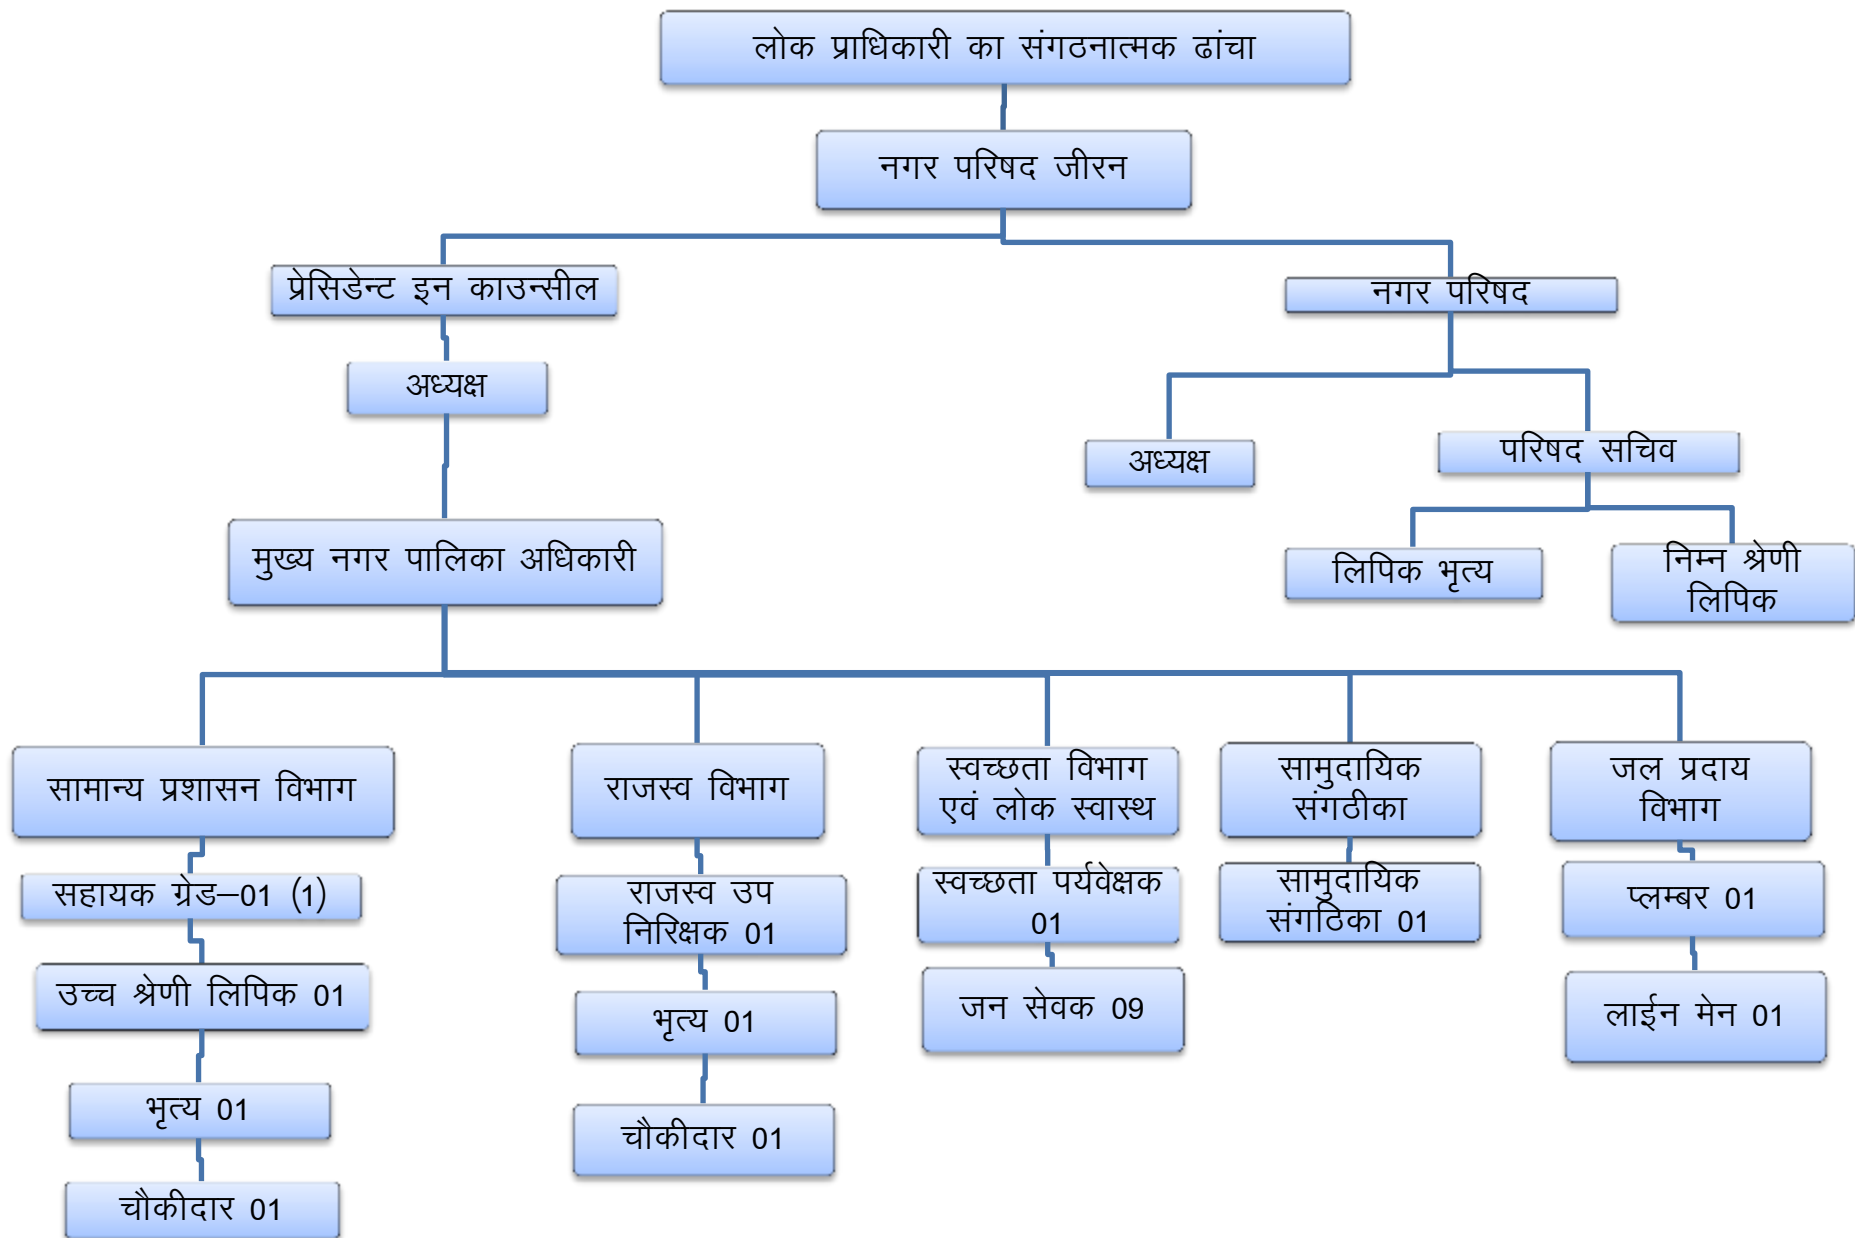 लोक प्राधिकारी का संगठनात्मक ढांचा
नगर परिषद जीरन
प्रेसिडेन्ट इन काउन्सील
नगर परिषद
अध्यक्ष
अध्यक्ष
परिषद सचिव
मुख्य नगर पालिका अधिकारी
लिपिक भृत्य
निम्न श्रेणी
लिपिक
सामान्य प्रशासन विभाग
सहायक ग्रेड–01 (1)
उच्च श्रेणी लिपिक 01
भृत्य 01
चौकीदार 01
राजस्व विभाग
राजस्व उप
निरिक्षक 01
भृत्य 01
चौकीदार 01
स्वच्छता विभाग
एवं लोक स्वास्थ
स्वच्छता पर्यवेक्षक
01
जन सेवक 09
सामुदायिक
संगठीका
सामुदायिक
संगठिका 01
जल प्रदाय
विभाग
प्लम्बर 01
लाईन मेन 01